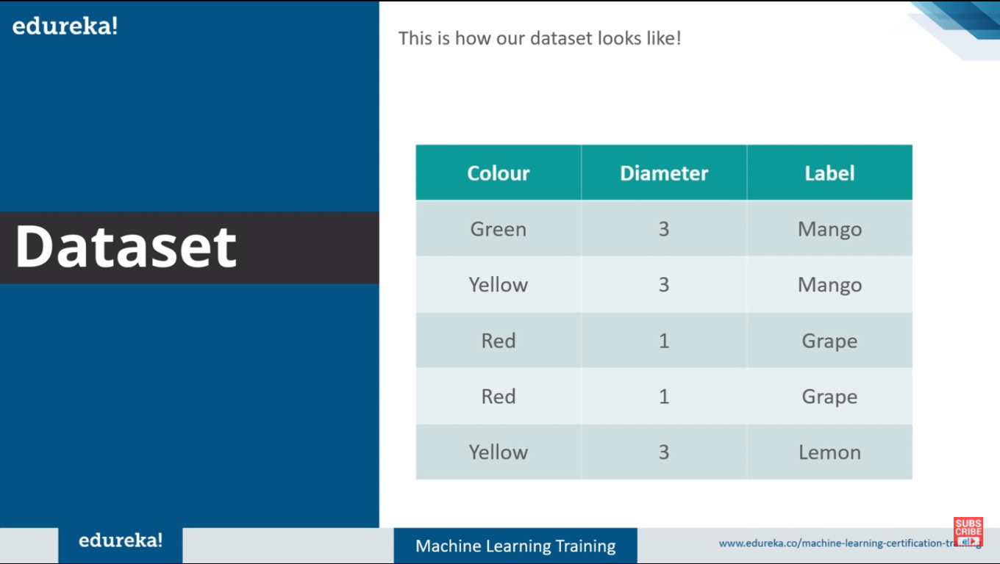 edureka!
This is how our dataset looks like!
Dataset
Colour Diameter Label
Green 3 Mango
Yellow 3 Mango
Red 1 Grape
Red 1 Grape
Yellow 3 Lemon
edureka!
Machine Learning Training
www.edureka.co/machine-learning-certification-training
SUBS
CRIBE